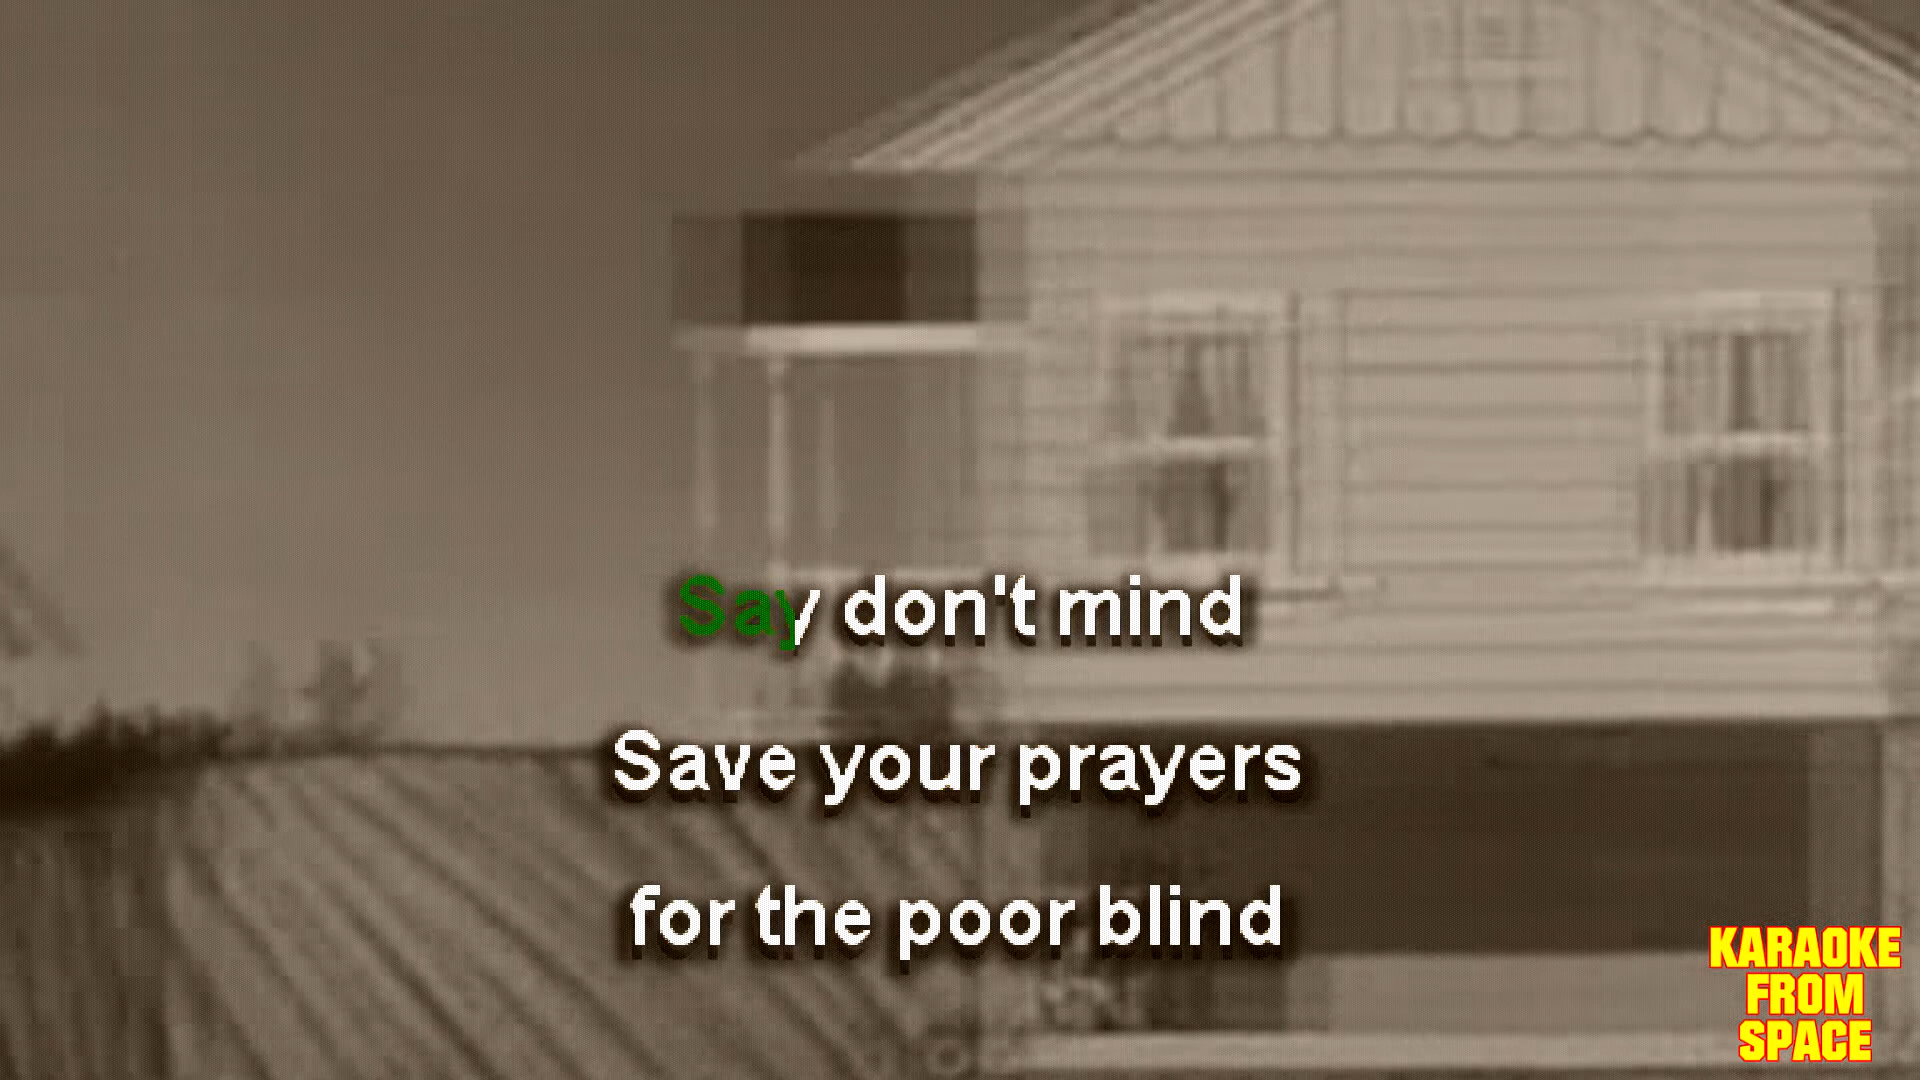 Say don't mind
Save your prayers
for the poor blind
KARAOKE
FROM
SPACE